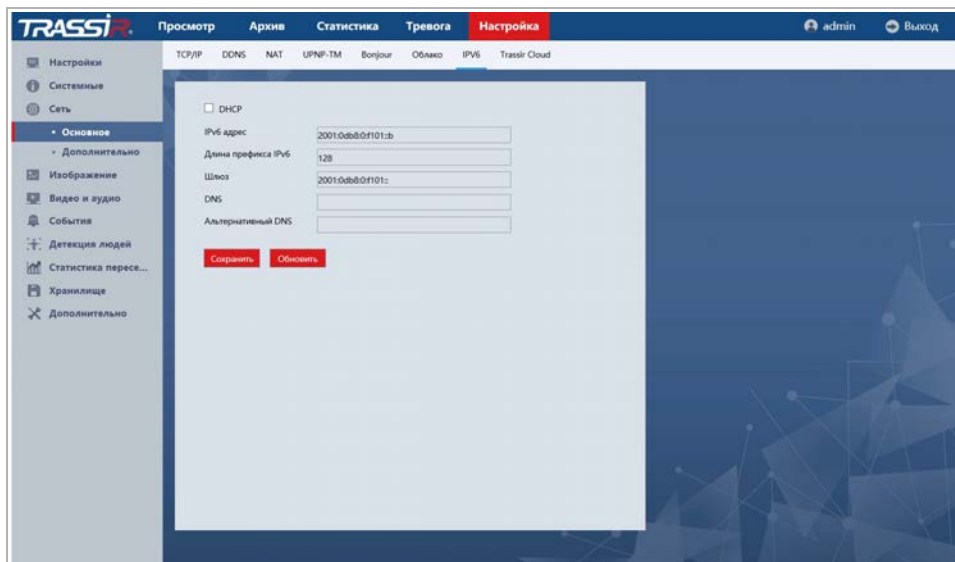 TRASSIR
Просмотр Архив Статистика Тревога Настройка admin Выход
TCP/IP DDNS NAT UPNP-TM Bonjour Облако IPV6 Trassir Cloud
Настройки
Системные
Сеть
Основное
Дополнительно
Изображение
Видео и аудио
События
Детекция людей
Статистика пересе...
Хранилище
Дополнительно
DHCP
IPv6 адрес 2001:0db8:0:f101::b
Длина префикса IPv6 128
Шлюз 2001:0db8:0:f101::
DNS
Альтернативный DNS
Сохранить Обновить